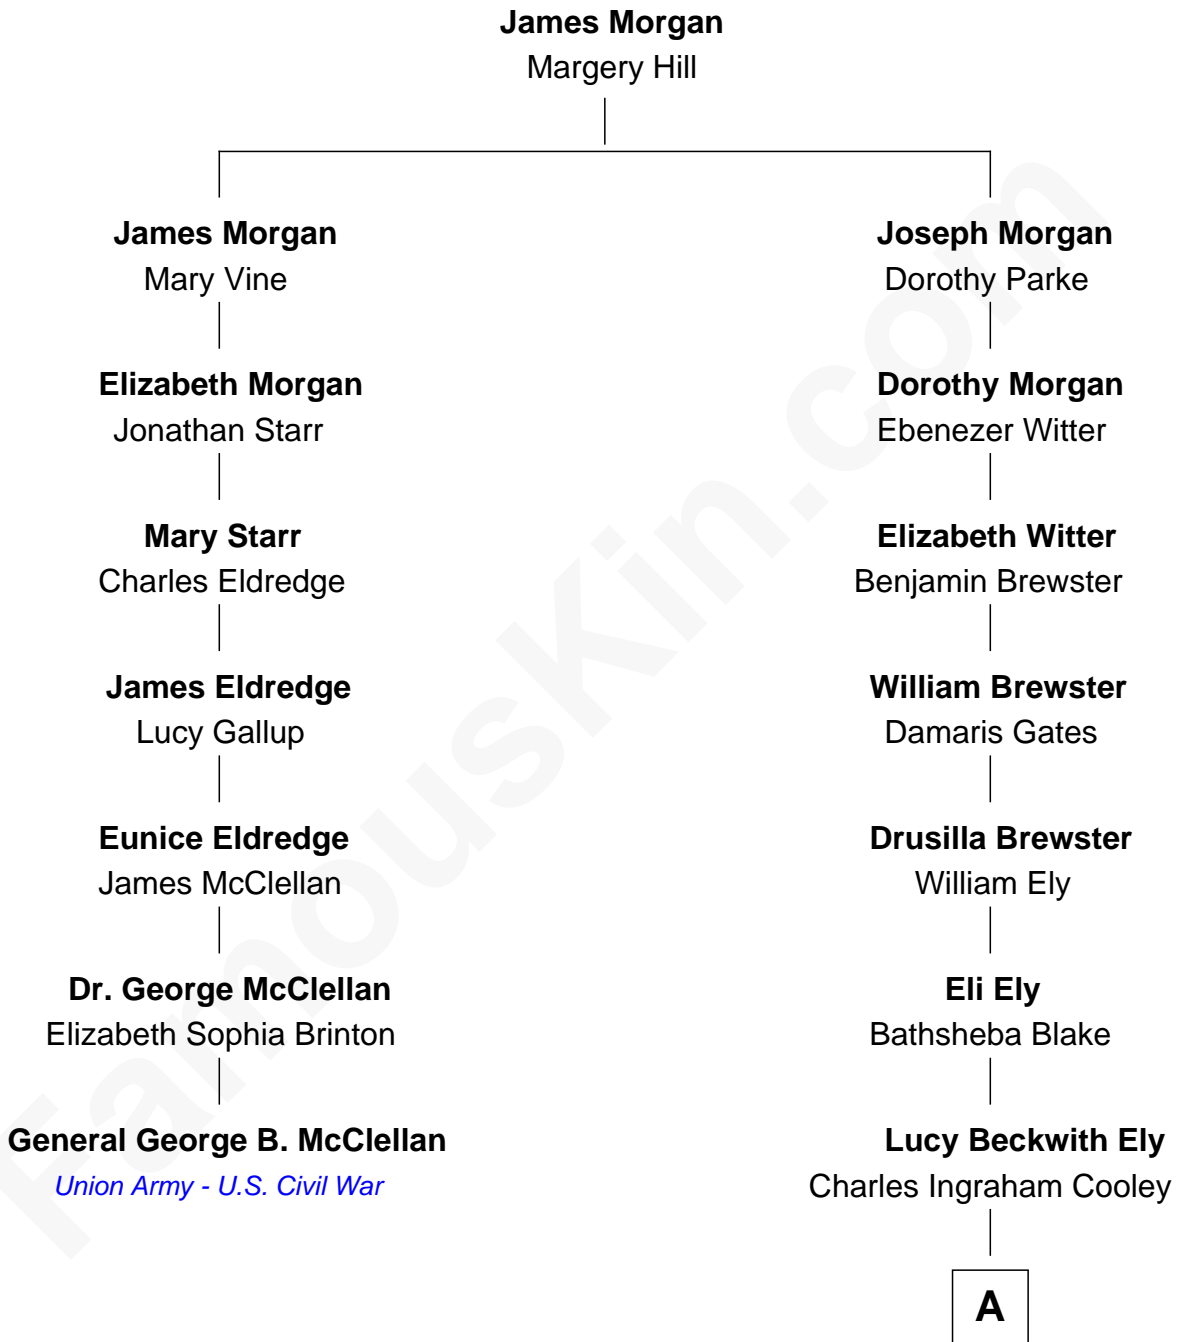 James Morgan
Margery Hill
James Morgan
Mary Vine
Joseph Morgan
Dorothy Parke
Elizabeth Morgan
Jonathan Starr
Dorothy Morgan
Ebenezer Witter
Mary Starr
Charles Eldredge
Elizabeth Witter
Benjamin Brewster
James Eldredge
Lucy Gallup
William Brewster
Damaris Gates
Eunice Eldredge
James McClellan
Drusilla Brewster
William Ely
Dr. George McClellan
Elizabeth Sophia Brinton
Eli Ely
Bathsheba Blake
General George B. McClellan
Union Army - U.S. Civil War
Lucy Beckwith Ely
Charles Ingraham Cooley
A
FamousKin.com